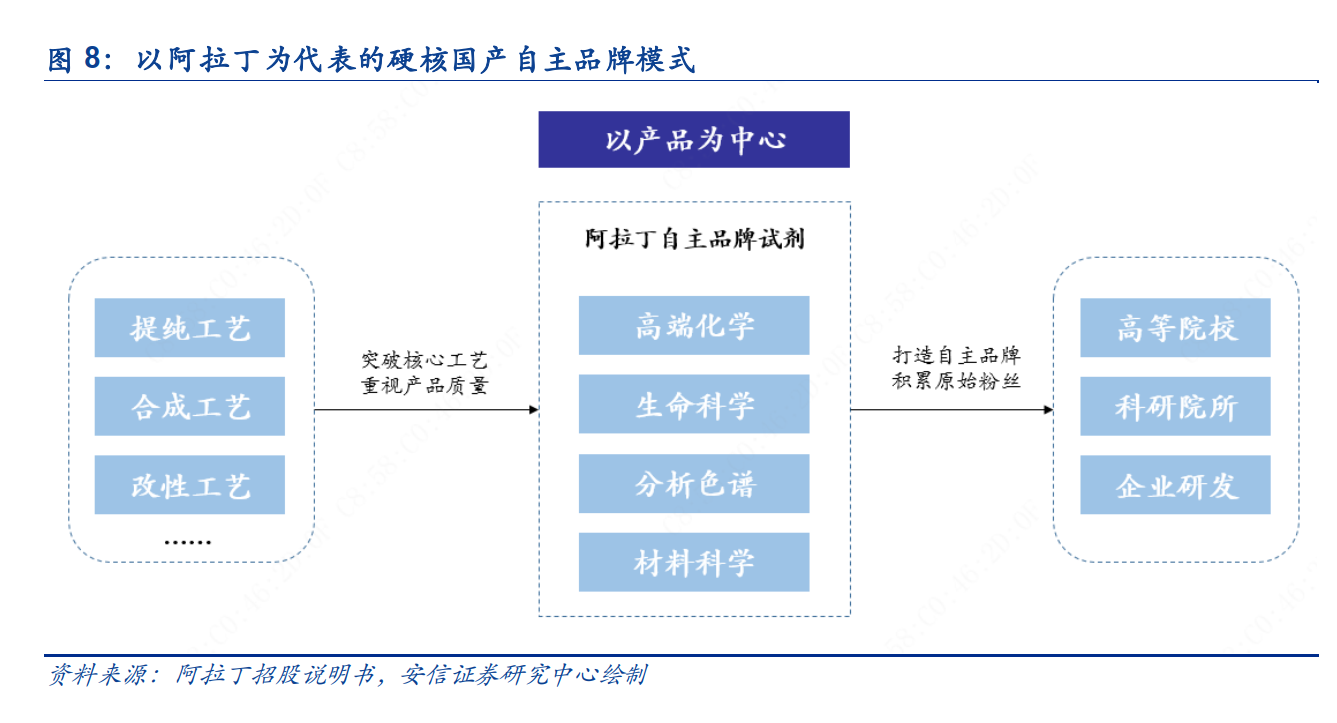 图 8：以阿拉丁为代表的硬核国产自主品牌模式
以产品为中心
阿拉丁自主品牌试剂
提纯工艺
合成工艺
改性工艺
......
突破核心工艺
重视产品质量
高端化学
生命科学
分析色谱
材料科学
打造自主品牌
积累原始粉丝
高等院校
科研院所
企业研发
资料来源：阿拉丁招股说明书，安信证券研究中心绘制